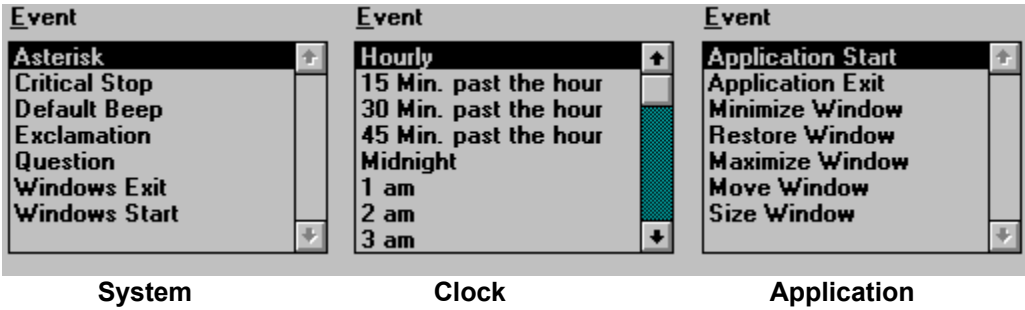 Event
Asterisk
Critical Stop
Default Beep
Exclamation
Question
Windows Exit
Windows Start
System
Event
Hourly
15 Min. past the hour
30 Min. past the hour
45 Min. past the hour
Midnight
1 am
2 am
3 am
Clock
Event
Application Start
Application Exit
Minimize Window
Restore Window
Maximize Window
Move Window
Size Window
Application